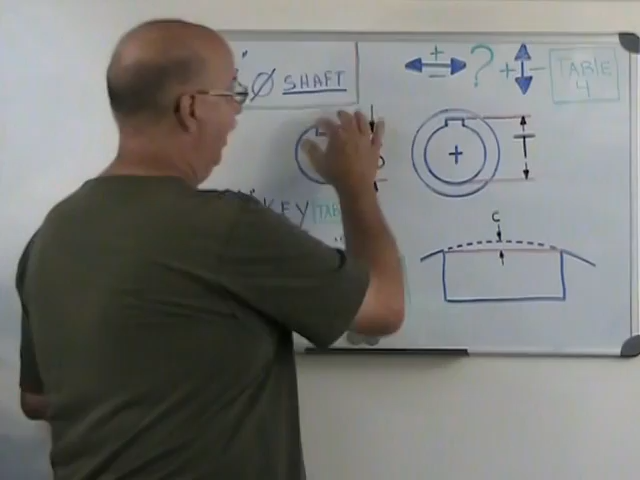 Ø SHAFT
+
− ? + −
TABLE
4
T
+
KEY
C